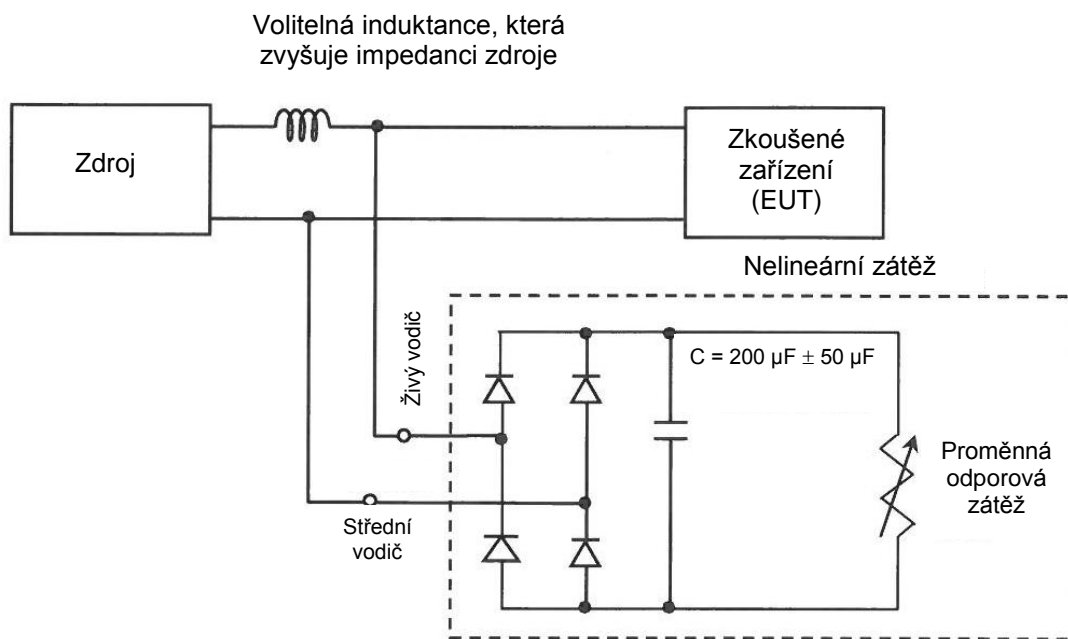 Volitelná induktance, která
zvyšuje impedanci zdroje
Zdroj
Zkoušené
zařízení
(EUT)
Nelineární zátěž
Živý vodič
C = 200 µF ± 50 µF
Proměnná
odporová
zátěž
Střední
vodič